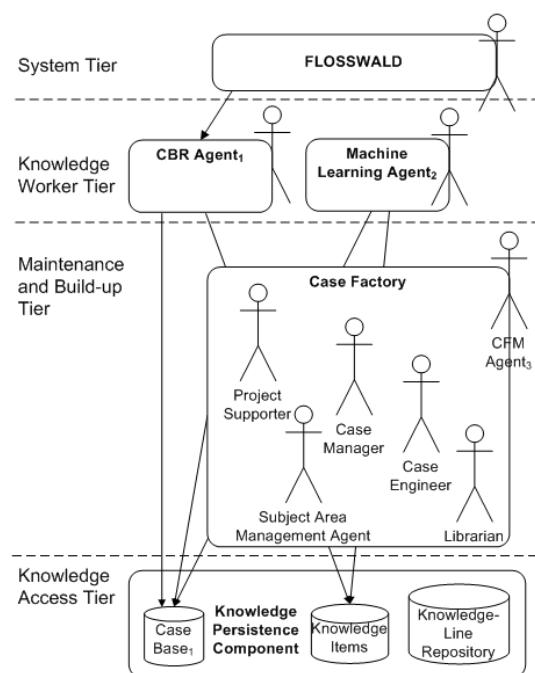 System Tier
FLOSSWALD
Knowledge
Worker Tier
CBR Agent₁
Machine
Learning Agent₂
Maintenance
and Build-up
Tier
Case Factory
CFM
Agent₃
Project
Supporter
Case
Manager
Case
Engineer
Subject Area
Management Agent
Librarian
Knowledge
Access Tier
Case
Base₁
Knowledge
Persistence
Component
Knowledge
Items
Knowledge-
Line
Repository